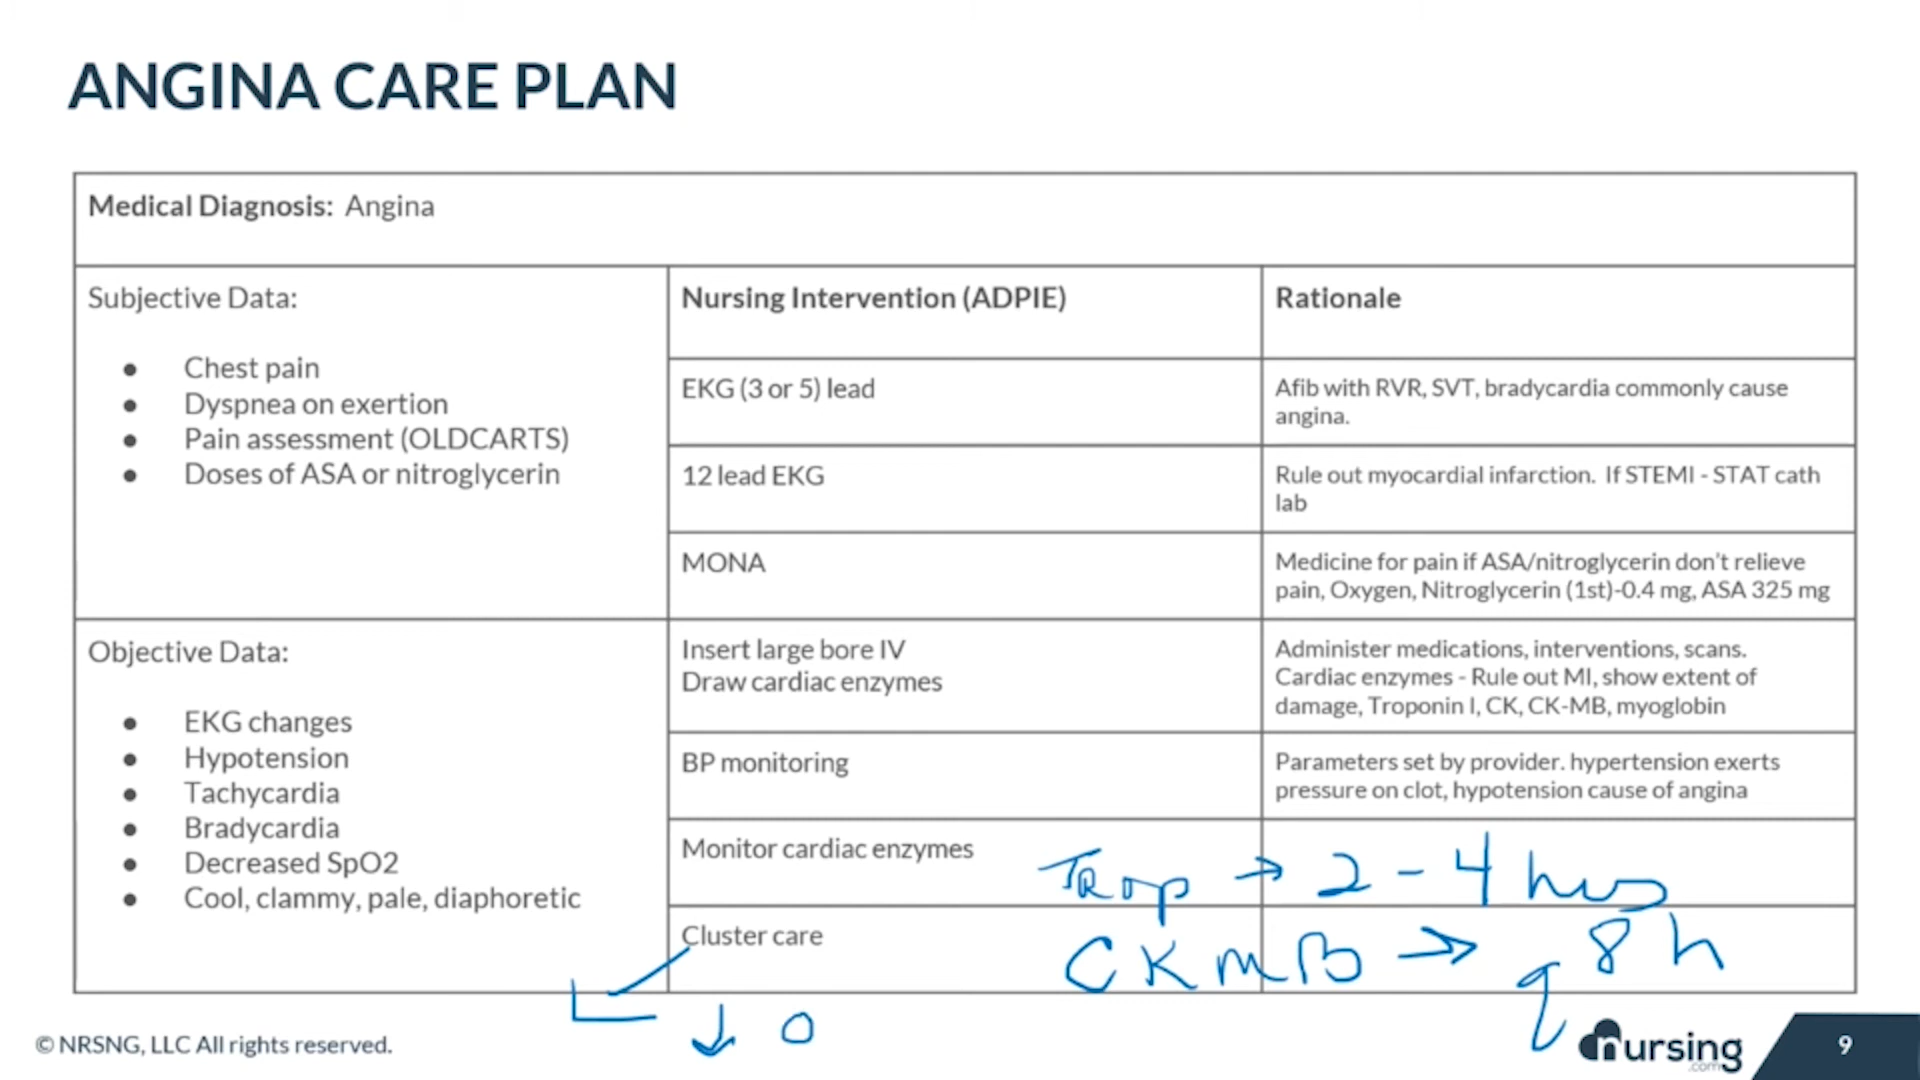 ANGINA CARE PLAN
Medical Diagnosis: Angina
Subjective Data:
● Chest pain
● Dyspnea on exertion
● Pain assessment (OLDCARTS)
● Doses of ASA or nitroglycerin
Objective Data:
● EKG changes
● Hypotension
● Tachycardia
● Bradycardia
● Decreased SpO2
● Cool, clammy, pale, diaphoretic
Nursing Intervention (ADPIE)
Rationale
EKG (3 or 5) lead
Afib with RVR, SVT, bradycardia commonly cause
angina.
12 lead EKG
Rule out myocardial infarction. If STEMI - STAT cath
lab
MONA
Medicine for pain if ASA/nitroglycerin don't relieve
pain, Oxygen, Nitroglycerin (1st)-0.4 mg, ASA 325 mg
Insert large bore IV
Draw cardiac enzymes
Administer medications, interventions, scans.
Cardiac enzymes - Rule out MI, show extent of
damage, Troponin I, CK, CK-MB, myoglobin
BP monitoring
Parameters set by provider. hypertension exerts
pressure on clot, hypotension cause of angina
Monitor cardiac enzymes
Trop → 2 - 4 hrs
Cluster care
CKMB → q 8h
↓ O
© NRSNG, LLC All rights reserved.
nursing
.com
9